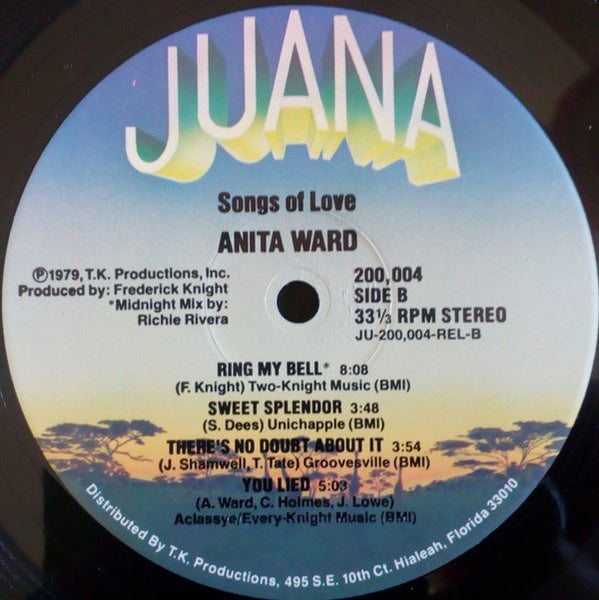 JUANA
Songs of Love
ANITA WARD
Ⓟ1979, T.K. Productions, Inc.
Produced by: Frederick Knight
*Midnight Mix by:
Richie Rivera
200,004
SIDE B
33⅓ RPM STEREO
JU-200,004-REL-B
RING MY BELL* 8:08
(F. Knight) Two-Knight Music (BMI)
SWEET SPLENDOR 3:48
(S. Dees) Unichapple (BMI)
THERE'S NO DOUBT ABOUT IT 3:54
(J. Shamwell, T. Tate) Groovesville (BMI)
YOU LIED 5:03
(A. Ward, C. Holmes, J. Lowe)
Aclassye/Every-Knight Music (BMI)
Distributed By T.K. Productions, 495 S.E. 10th Ct. Hialeah, Florida 33010